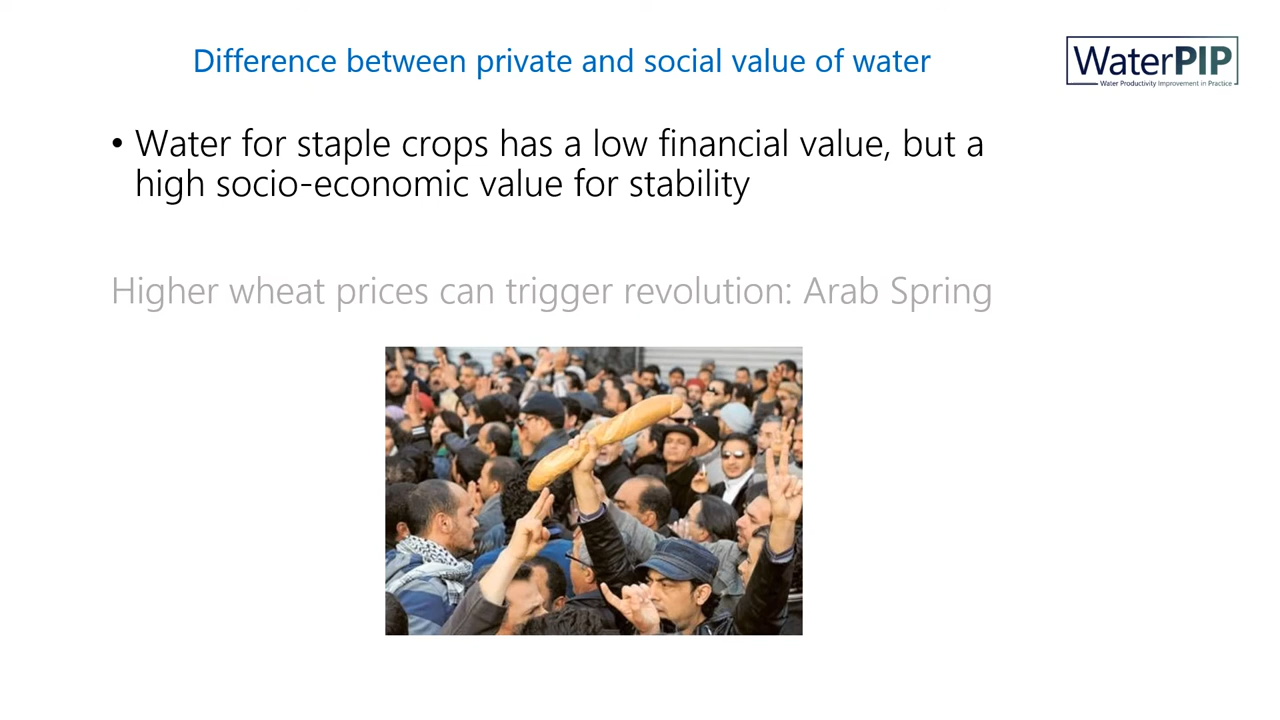 Difference between private and social value of water
WaterPIP
Water Productivity Improvement in Practice
• Water for staple crops has a low financial value, but a
high socio-economic value for stability
Higher wheat prices can trigger revolution: Arab Spring